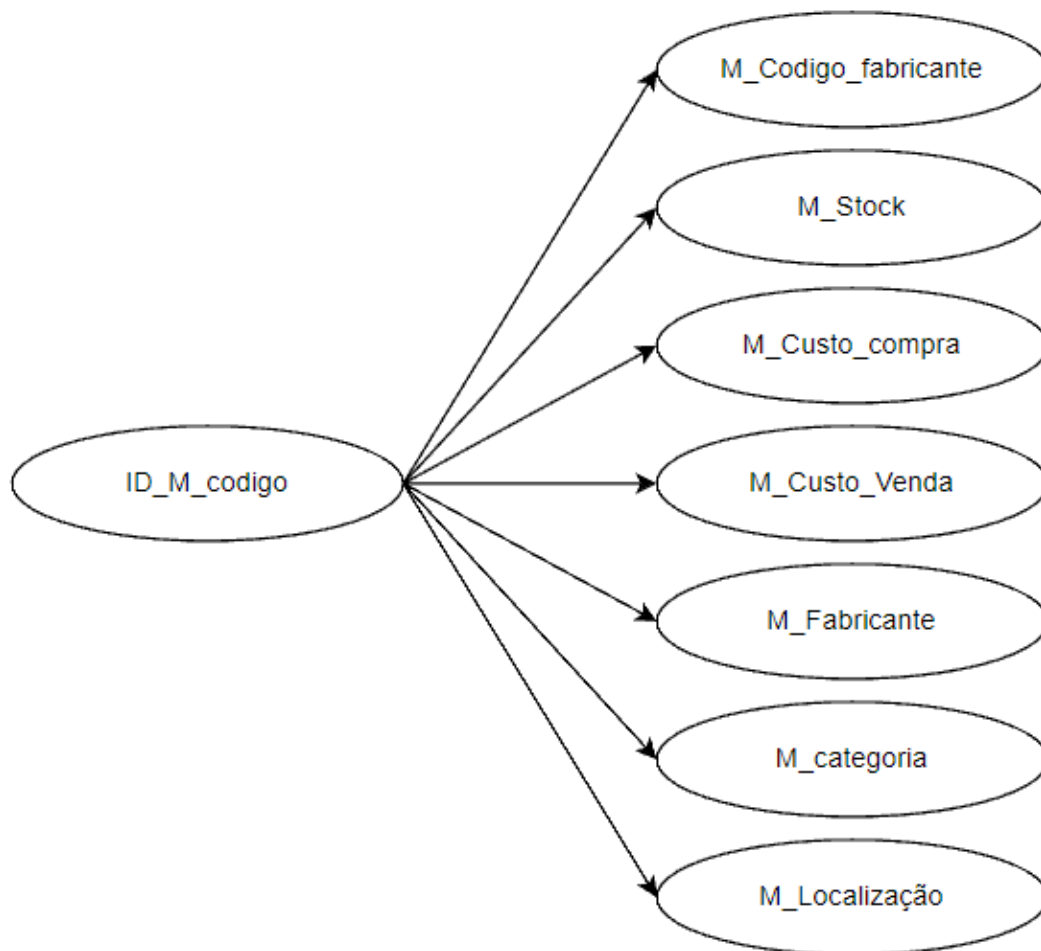 M_Codigo_fabricante
M_Stock
M_Custo_compra
ID_M_codigo
M_Custo_Venda
M_Fabricante
M_categoria
M_Localização